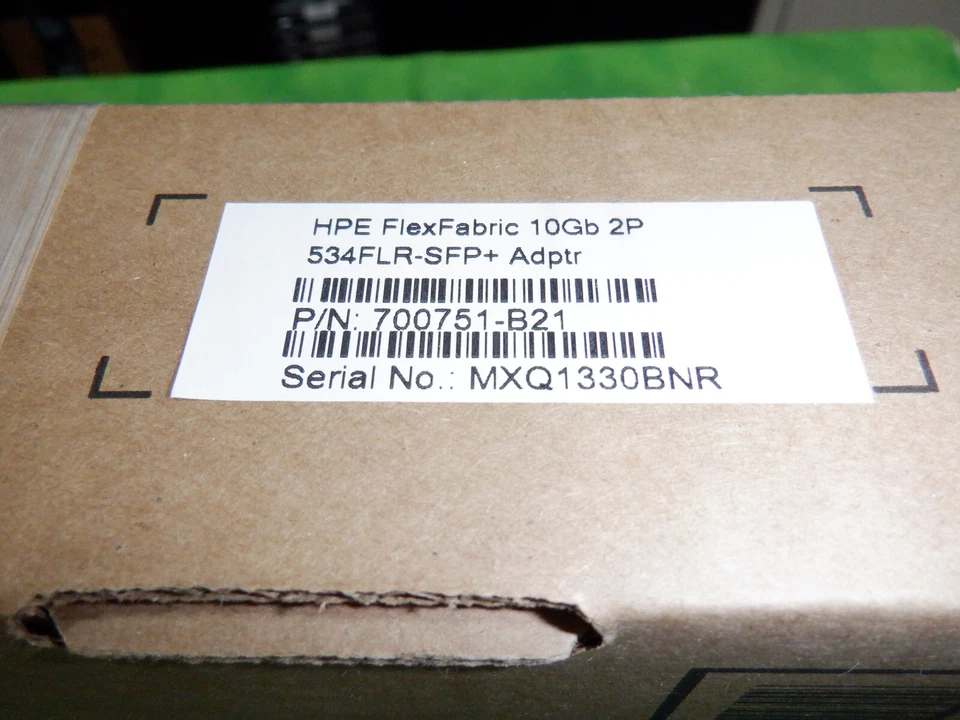 HPE FlexFabric 10Gb 2P
534FLR-SFP+ Adptr
P/N: 700751-B21
Serial No.: MXQ1330BNR